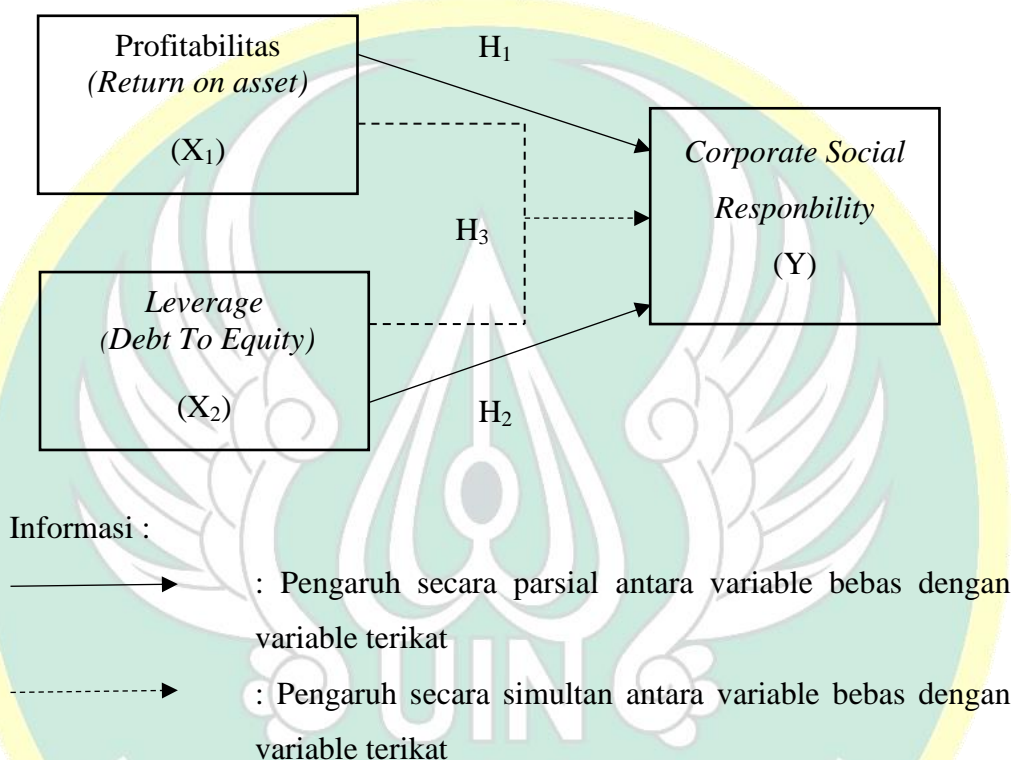 Profitabilitas
(Return on asset)
(X₁)
H₁
Corporate Social
Responbility
(Y)
H₃
Leverage
(Debt To Equity)
(X₂)
H₂
Informasi :
: Pengaruh secara parsial antara variable bebas dengan
variable terikat
: Pengaruh secara simultan antara variable bebas dengan
variable terikat
UIN